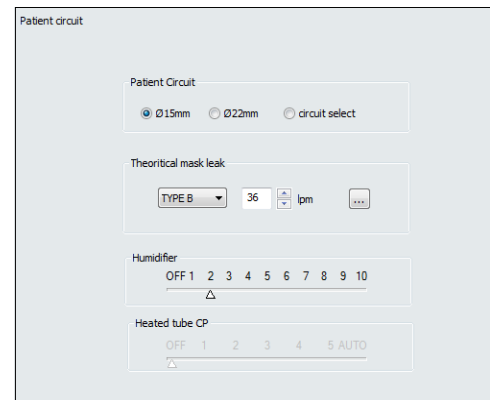 Patient circuit
Patient Circuit
Ø15mm Ø22mm circuit select
Theoritical mask leak
TYPE B 36 lpm ...
Humidifier
OFF 1 2 3 4 5 6 7 8 9 10
Heated tube CP
OFF 1 2 3 4 5 AUTO